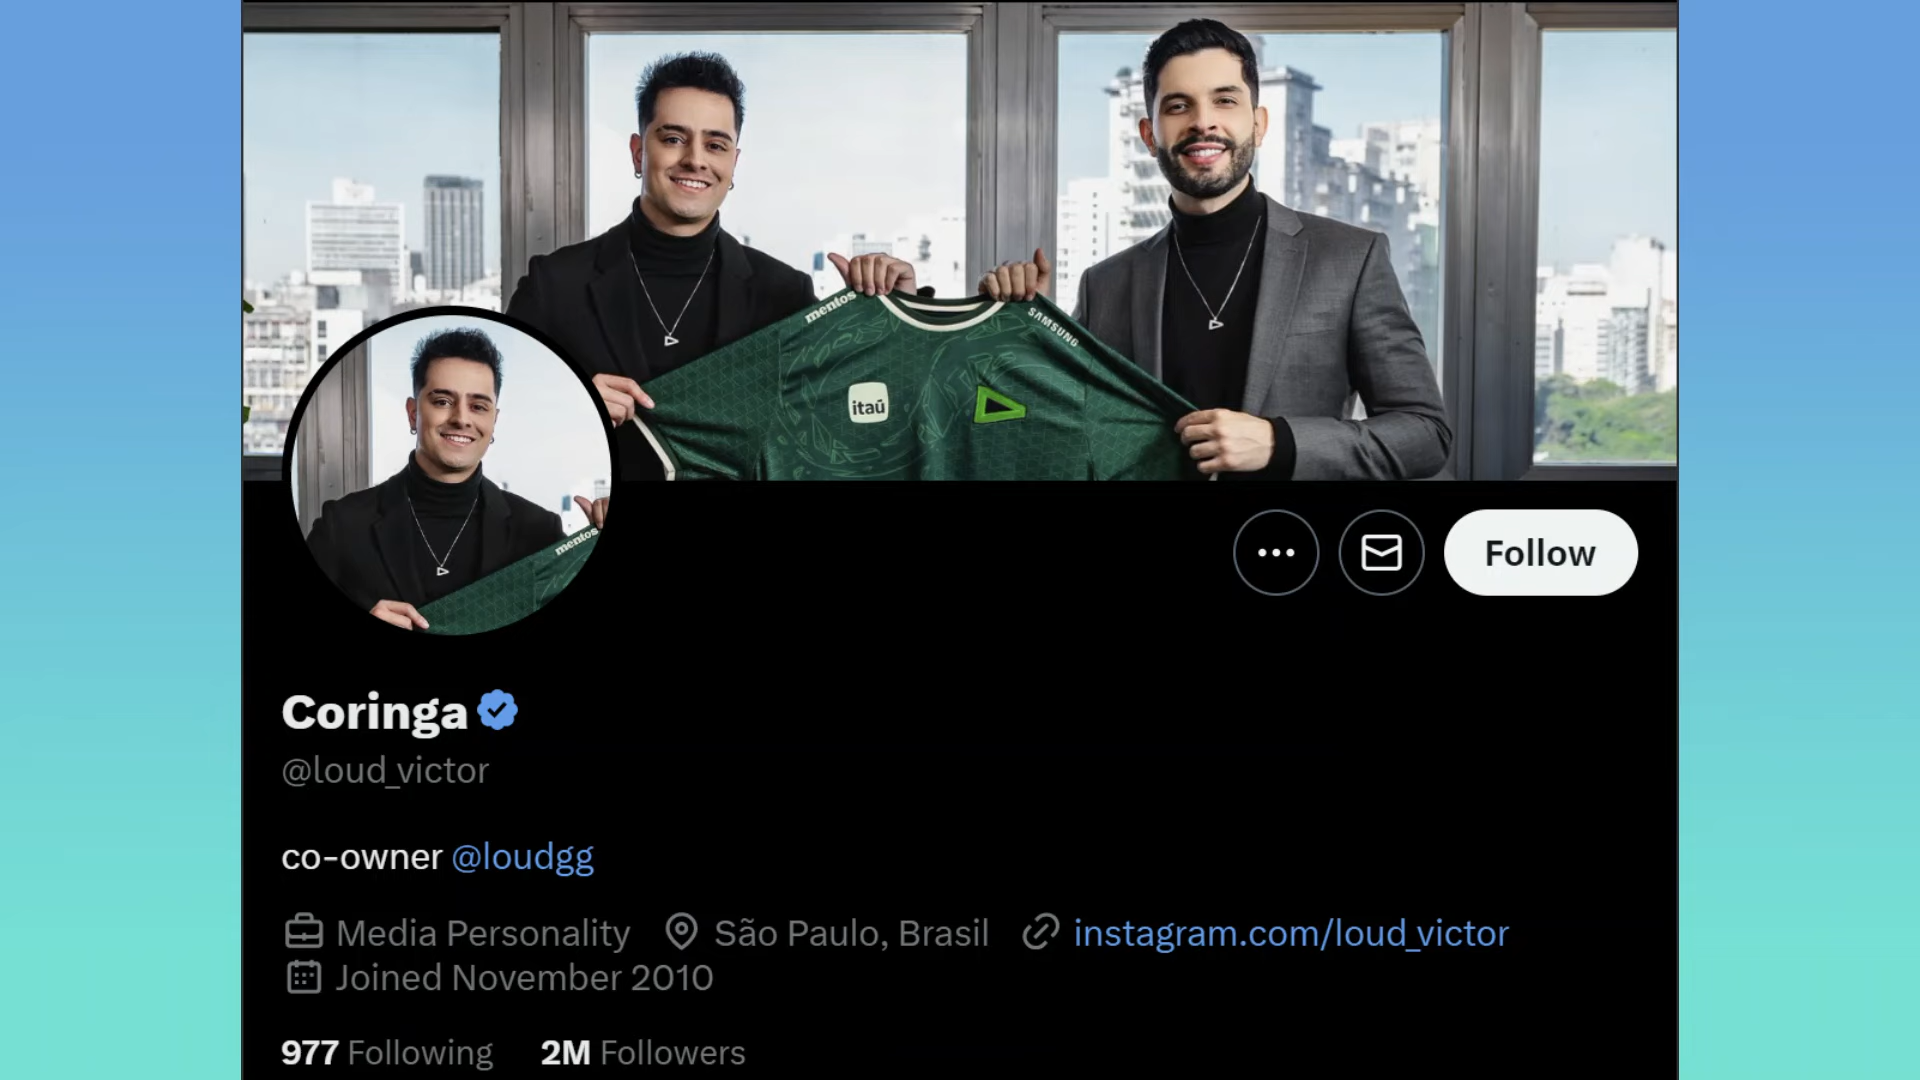 mentos
SAMSUNG
itaú
mentos
Follow
Coringa
@loud_victor
co-owner @loudgg
Media Personality São Paulo, Brasil instagram.com/loud_victor
Joined November 2010
977 Following 2M Followers